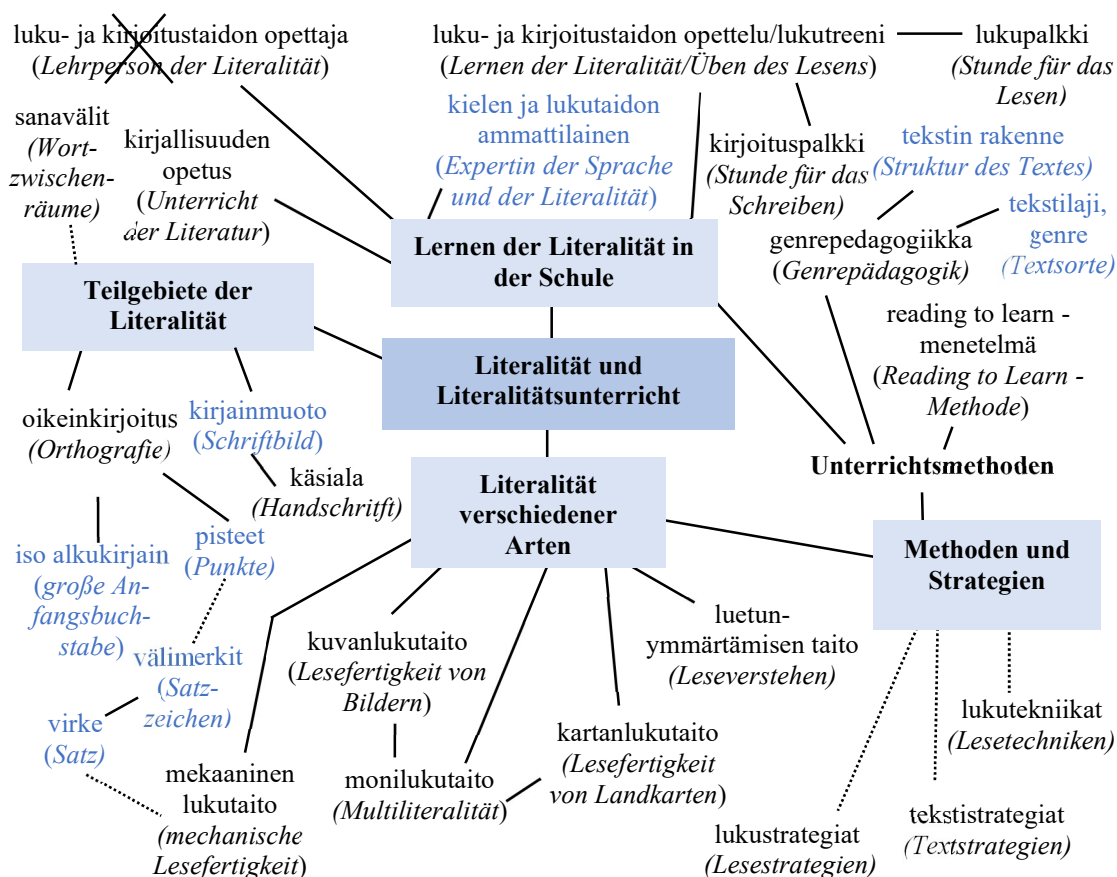 luku- ja kirjoitustaidon opettaja
(Lehrperson der Literalität)
luku- ja kirjoitustaidon opettelu/lukutreeni
(Lernen der Literalität/Üben des Lesens)
lukupalkki
(Stunde für das
Lesen)
sanavälit
(Wort-
zwischen-
räume)
kirjallisuuden
opetus
(Unterricht
der Literatur)
kielen ja lukutaidon
ammattilainen
(Expertin der Sprache
und der Literalität)
kirjoituspalkki
(Stunde für das
Schreiben)
tekstin rakenne
(Struktur des Textes)
tekstilaji,
genre
(Textsorte)
genrepedagogiikka
(Genrepädagogik)
Lernen der Literalität in
der Schule
Teilgebiete der
Literalität
reading to learn -
menetelmä
(Reading to Learn -
Methode)
Literalität und
Literalitätsunterricht
oikeinkirjoitus
(Orthografie)
kirjainmuoto
(Schriftbild)
käsiala
(Handschritft)
Unterrichtsmethoden
Literalität
verschiedener
Arten
Methoden und
Strategien
iso alkukirjain
(große An-
fangsbuch-
stabe)
pisteet
(Punkte)
välimerkit
(Satz-
zeichen)
virke
(Satz)
kuvanlukutaito
(Lesefertigkeit von
Bildern)
luetun-
ymmärtämisen taito
(Leseverstehen)
mekaaninen
lukutaito
(mechanische
Lesefertigkeit)
monilukutaito
(Multiliteralität)
kartanlukutaito
(Lesefertigkeit
von Landkarten)
lukutekniikat
(Lesetechniken)
lukustrategiat
(Lesestrategien)
tekstistrategiat
(Textstrategien)